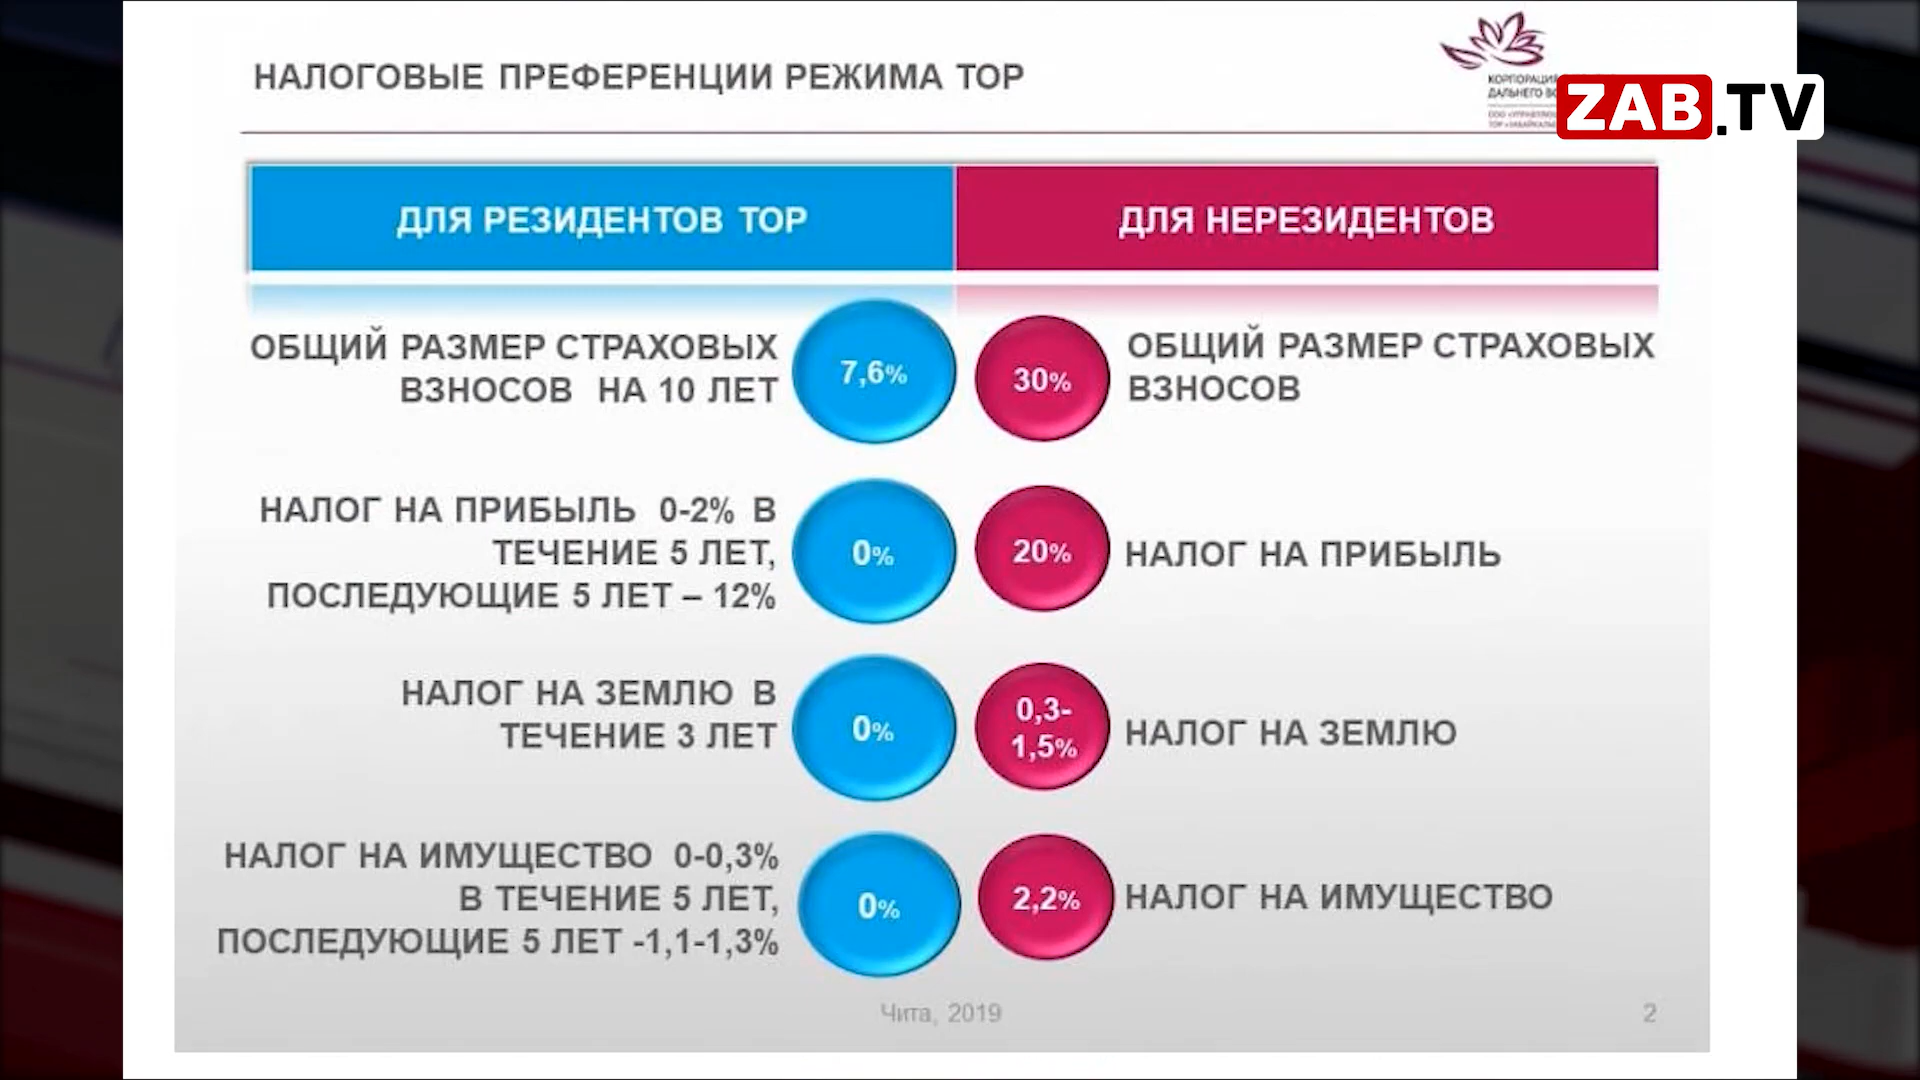 НАЛОГОВЫЕ ПРЕФЕРЕНЦИИ РЕЖИМА ТОР
КОРПОРАЦИЯ
ДАЛЬНЕГО
ZAB.TV
ДЛЯ РЕЗИДЕНТОВ ТОР
ДЛЯ НЕРЕЗИДЕНТОВ
ОБЩИЙ РАЗМЕР СТРАХОВЫХ
ВЗНОСОВ НА 10 ЛЕТ
7,6%
30%
ОБЩИЙ РАЗМЕР СТРАХОВЫХ
ВЗНОСОВ
НАЛОГ НА ПРИБЫЛЬ 0-2% В
ТЕЧЕНИЕ 5 ЛЕТ,
ПОСЛЕДУЮЩИЕ 5 ЛЕТ – 12%
0%
20%
НАЛОГ НА ПРИБЫЛЬ
НАЛОГ НА ЗЕМЛЮ В
ТЕЧЕНИЕ 3 ЛЕТ
0%
0,3-
1,5%
НАЛОГ НА ЗЕМЛЮ
НАЛОГ НА ИМУЩЕСТВО 0-0,3%
В ТЕЧЕНИЕ 5 ЛЕТ,
ПОСЛЕДУЮЩИЕ 5 ЛЕТ -1,1-1,3%
0%
2,2%
НАЛОГ НА ИМУЩЕСТВО
Чита, 2019
2